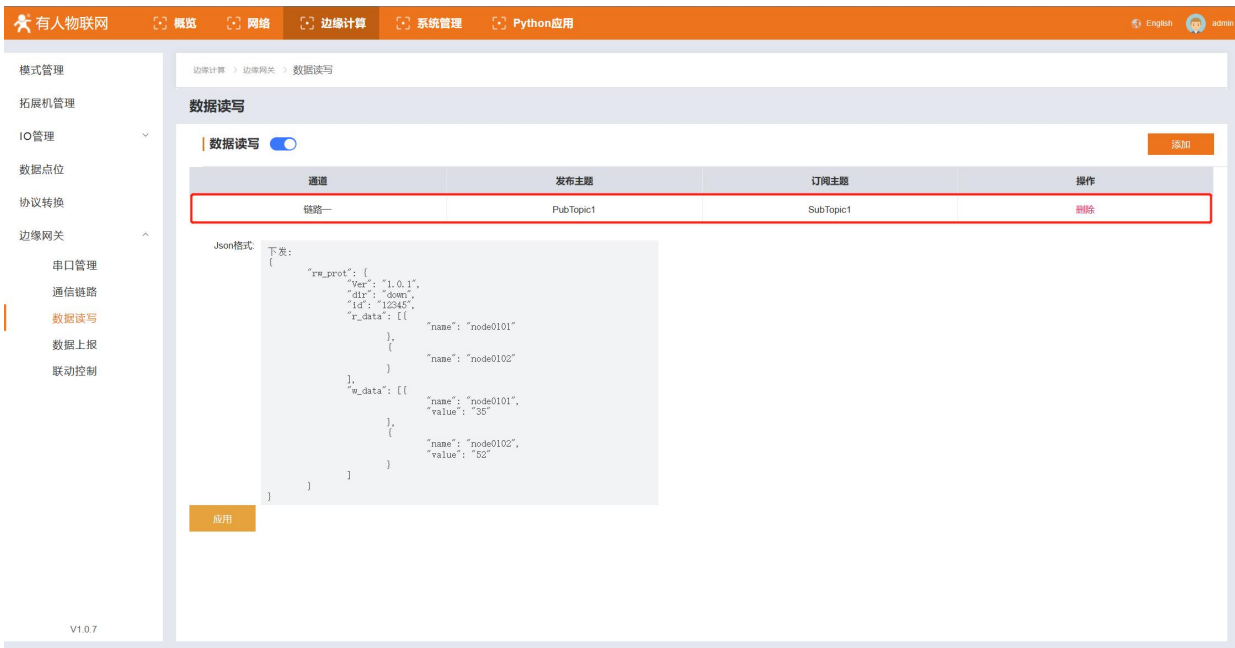 有人物联网 概览 网络 边缘计算 系统管理 Python应用 English admin
模式管理
拓展机管理
IO管理
数据点位
协议转换
边缘网关
串口管理
通信链路
数据读写
数据上报
联动控制
V1.0.7
边缘计算 > 边缘网关 > 数据读写
数据读写
数据读写 添加
通道 发布主题 订阅主题 操作
链路一 PubTopic1 SubTopic1 删除
Json格式:
下发:
{
"rw_prot": {
"Ver": "1.0.1",
"dir": "down",
"id": "12345",
"r_data": [{
"name": "node0101"
},
{
"name": "node0102"
}
],
"w_data": [{
"name": "node0101",
"value": "35"
},
{
"name": "node0102",
"value": "52"
}
]
}
}
应用